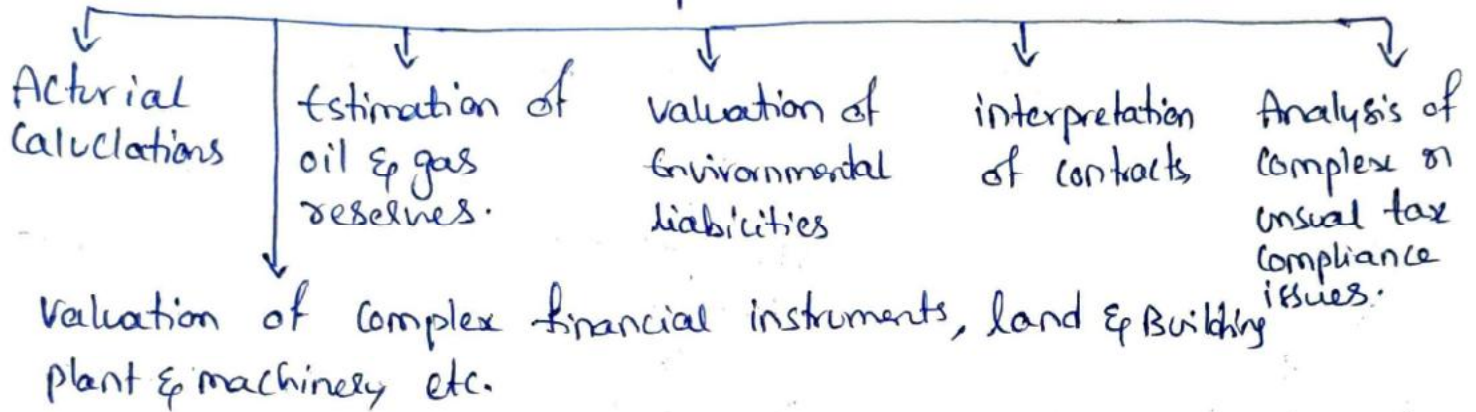 Acturial
Caluclations
Estimation of
oil & gas
reserves.
valuation of
Environmental
liabilities
interpretation
of contracts
Analysis of
complex or
unsual tax
compliance
issues.
Valuation of complex financial instruments, land & Building
plant & machinery etc.